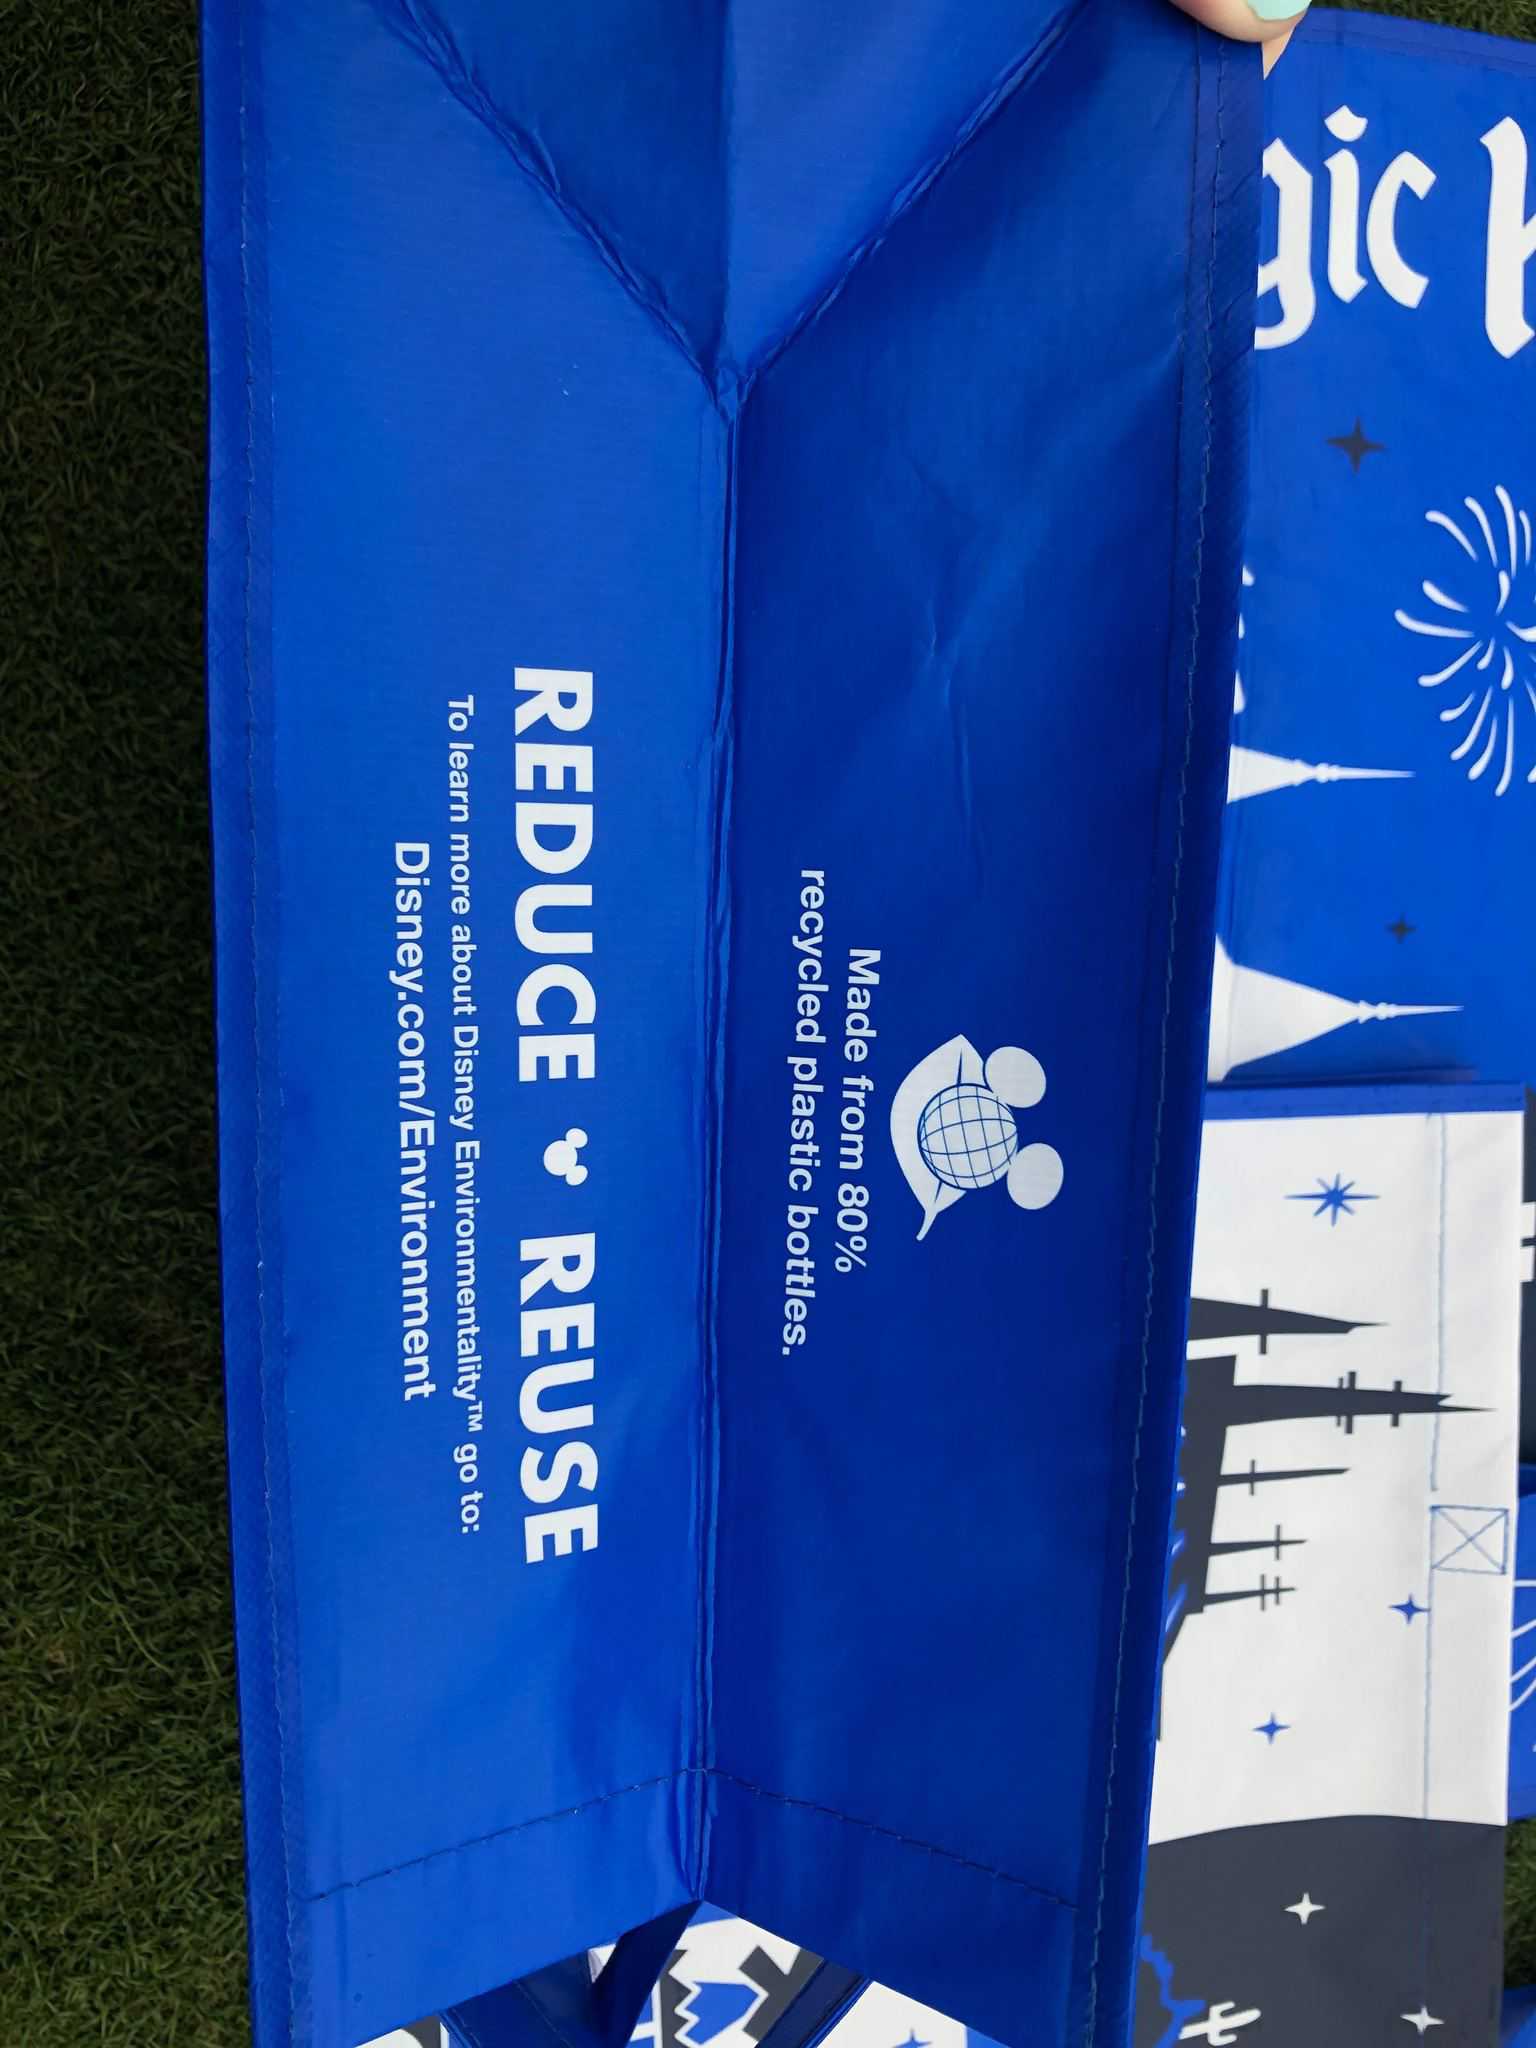 Made from 80%
recycled plastic bottles.
REDUCE REUSE
To learn more about Disney Environmentality™ go to:
Disney.com/Environment
gic